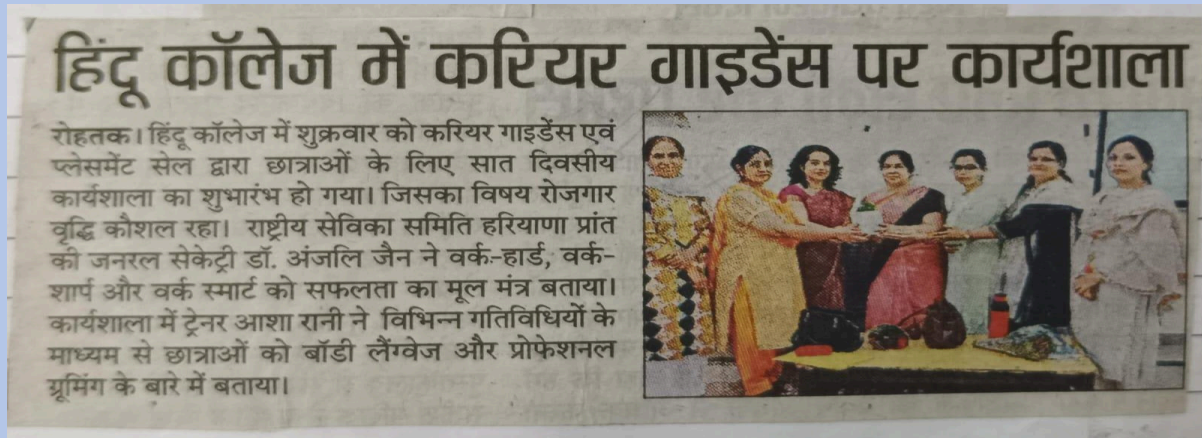 हिंदू कॉलेज में करियर गाइडेंस पर कार्यशाला
रोहतक। हिंदू कॉलेज में शुक्रवार को करियर गाइडेंस एवं
प्लेसमेंट सेल द्वारा छात्राओं के लिए सात दिवसीय
कार्यशाला का शुभारंभ हो गया। जिसका विषय रोजगार
वृद्धि कौशल रहा। राष्ट्रीय सेविका समिति हरियाणा प्रांत
की जनरल सेकेट्री डॉ. अंजलि जैन ने वर्क-हार्ड, वर्क-
शार्प और वर्क स्मार्ट को सफलता का मूल मंत्र बताया।
कार्यशाला में ट्रेनर आशा रानी ने विभिन्न गतिविधियों के
माध्यम से छात्राओं को बॉडी लैंग्वेज और प्रोफेशनल
ग्रूमिंग के बारे में बताया।